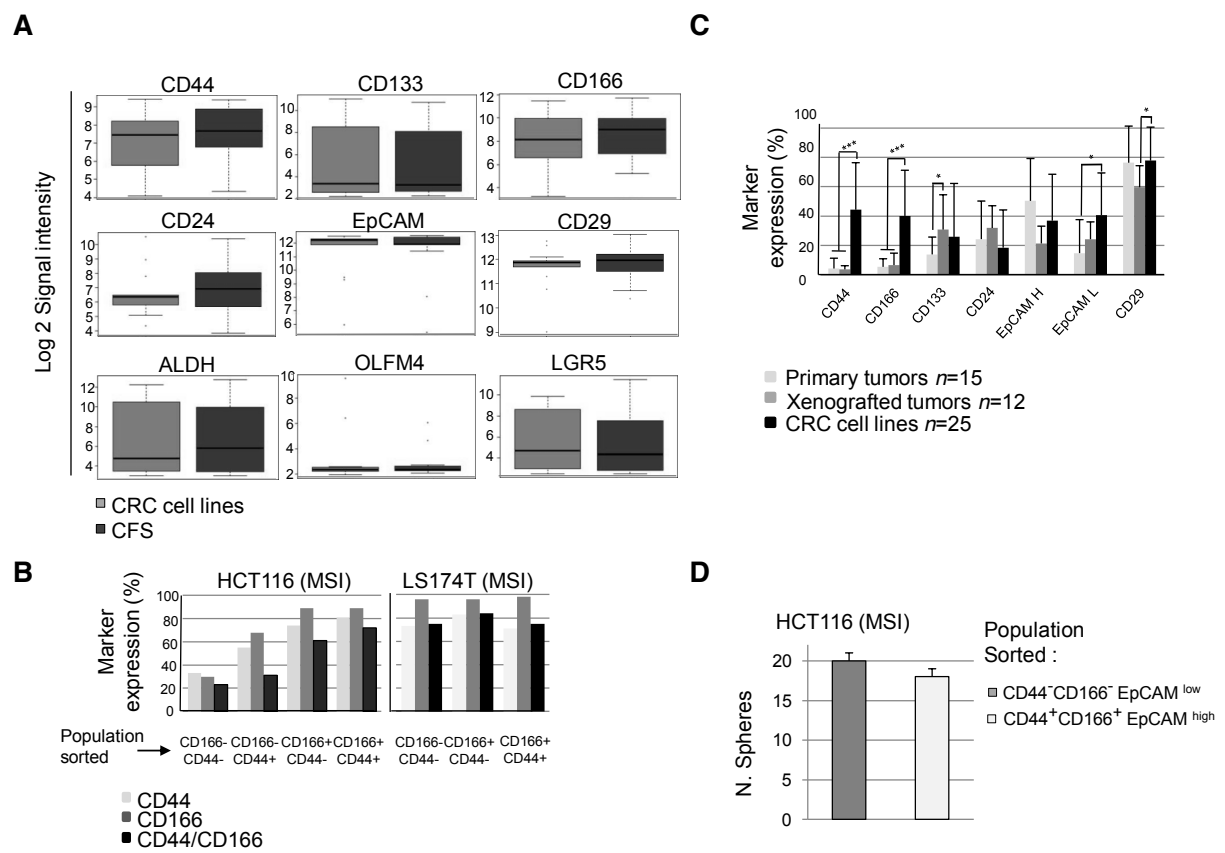 A
Log 2 Signal intensity
CD44
9
8
7
6
5
4
CD133
10
8
6
4
2
CD166
12
10
8
6
4
CD24
10
9
8
7
6
5
4
EpCAM
12
11
10
9
8
7
6
CD29
13
12
11
10
9
ALDH
12
10
8
6
4
OLFM4
10
8
6
4
2
LGR5
10
8
6
4
CRC cell lines
CFS
B
HCT116 (MSI)
LS174T (MSI)
Marker
expression (%)
100
80
60
40
20
0
Population
sorted
CD166- CD166- CD166+ CD166+
CD44- CD44+ CD44- CD44+
CD166- CD166+ CD166+
CD44- CD44- CD44+
CD44
CD166
CD44/CD166
C
Marker
expression (%)
100
80
60
40
20
0
***
***
*
*
*
CD44
CD166
CD133
CD24
EpCAM H
EpCAM L
CD29
Primary tumors n=15
Xenografted tumors n=12
CRC cell lines n=25
D
HCT116 (MSI)
N. Spheres
20
15
10
5
0
Population
Sorted :
CD44-CD166- EpCAM low
CD44+CD166+ EpCAM high